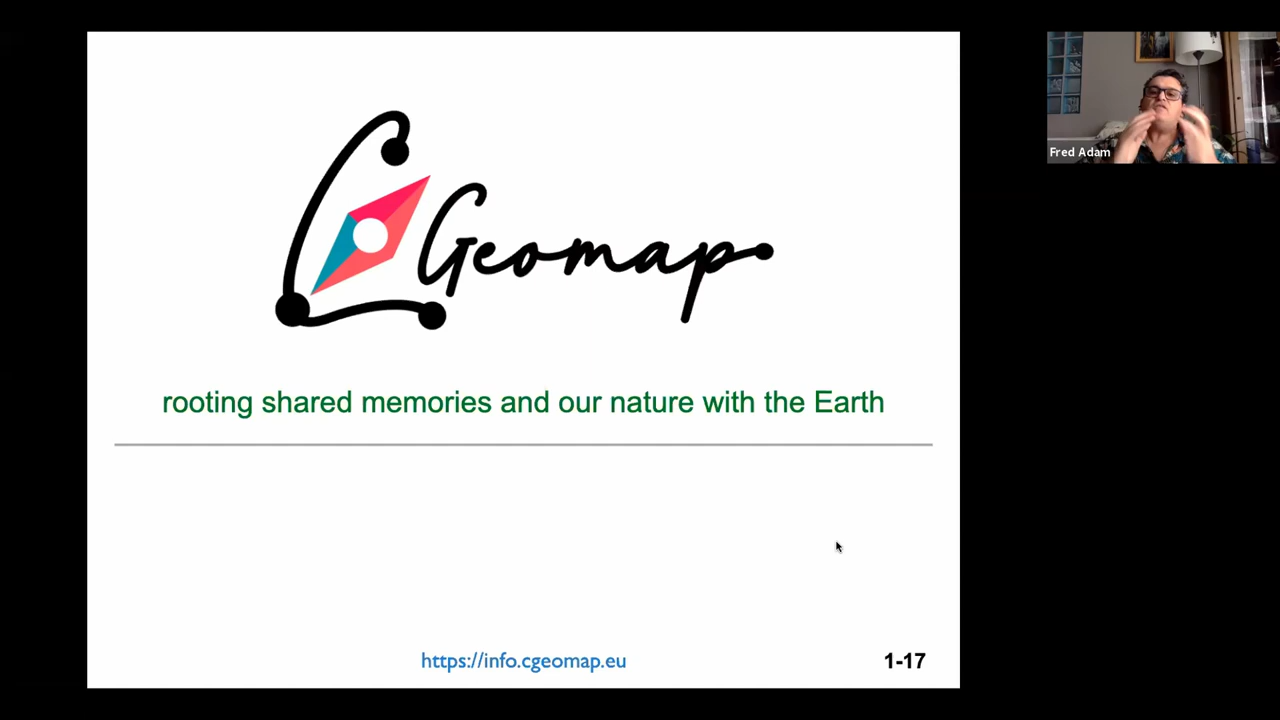 CGeomap
rooting shared memories and our nature with the Earth
https://info.cgeomap.eu
1-17
Fred Adam